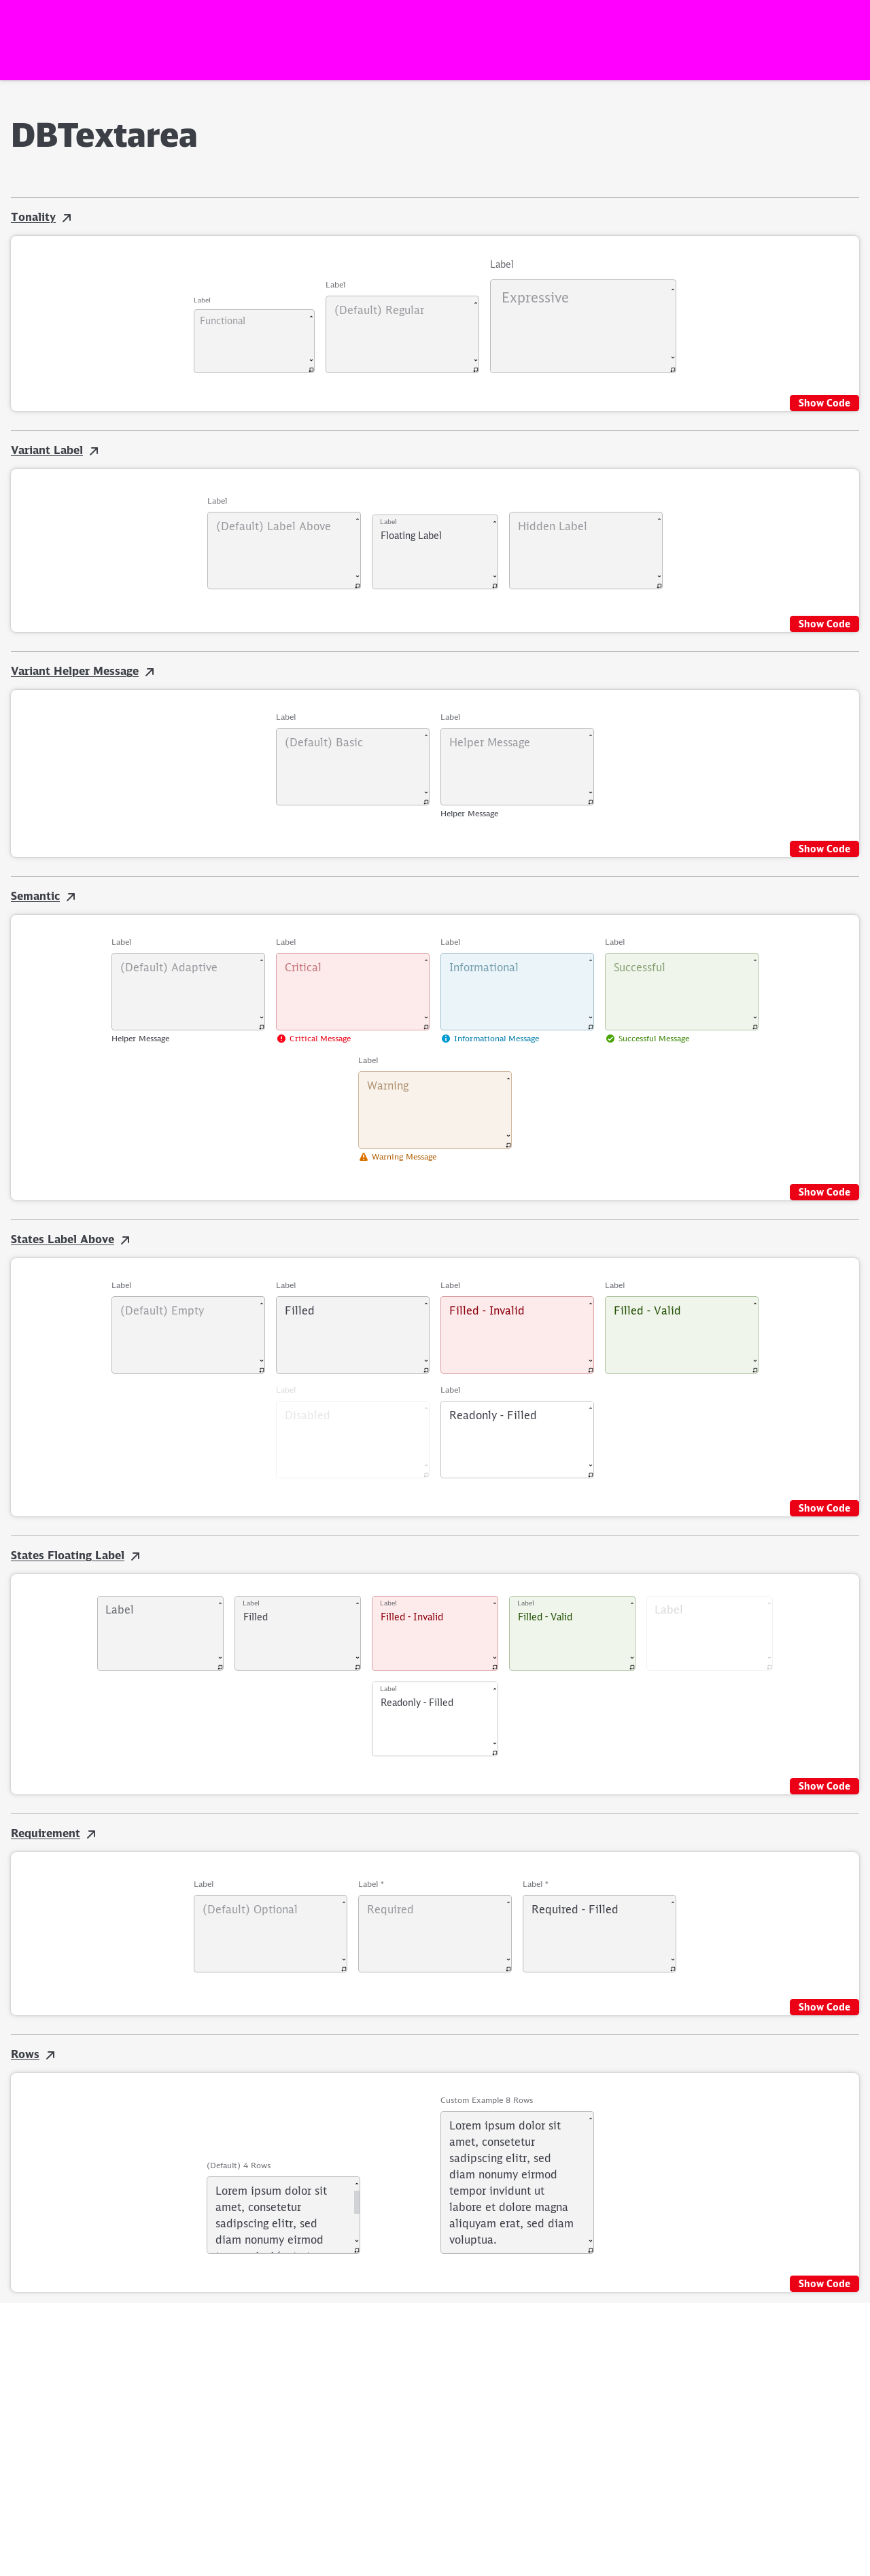 DBTextarea
Tonality
Label
Label
Label
Functional
(Default) Regular
Expressive
Show Code
Variant Label
Label
(Default) Label Above
Label
Floating Label
Hidden Label
Show Code
Variant Helper Message
Label
Label
(Default) Basic
Helper Message
Helper Message
Show Code
Semantic
Label
Label
Label
Label
(Default) Adaptive
Critical
Informational
Successful
Helper Message
Critical Message
Informational Message
Successful Message
Label
Warning
Warning Message
Show Code
States Label Above
Label
Label
Label
Label
(Default) Empty
Filled
Filled - Invalid
Filled - Valid
Label
Label
Disabled
Readonly - Filled
Show Code
States Floating Label
Label
Label
Filled
Label
Filled - Invalid
Label
Filled - Valid
Label
Label
Readonly - Filled
Show Code
Requirement
Label
Label *
Label *
(Default) Optional
Required
Required - Filled
Show Code
Rows
(Default) 4 Rows
Lorem ipsum dolor sit
amet, consetetur
sadipscing elitr, sed
diam nonumy eirmod
Custom Example 8 Rows
Lorem ipsum dolor sit
amet, consetetur
sadipscing elitr, sed
diam nonumy eirmod
tempor invidunt ut
labore et dolore magna
aliquyam erat, sed diam
voluptua.
Show Code